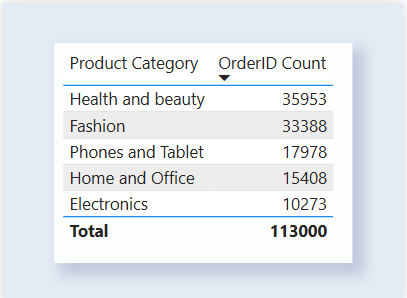 Product Category OrderID Count
Health and beauty 35953
Fashion 33388
Phones and Tablet 17978
Home and Office 15408
Electronics 10273
Total 113000